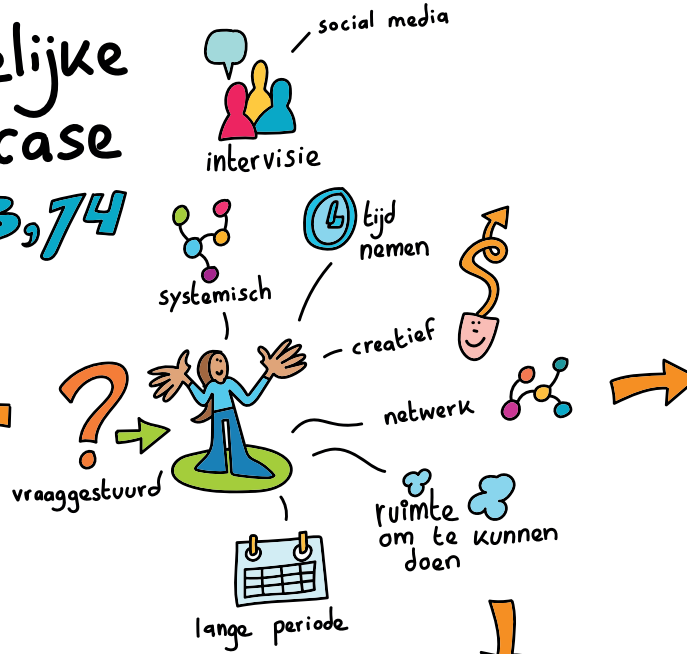 elijke
case
3,14
social media
intervisie
systemisch
tijd
nemen
creatief
netwerk
vraaggestuurd
ruimte
om te kunnen
doen
lange periode